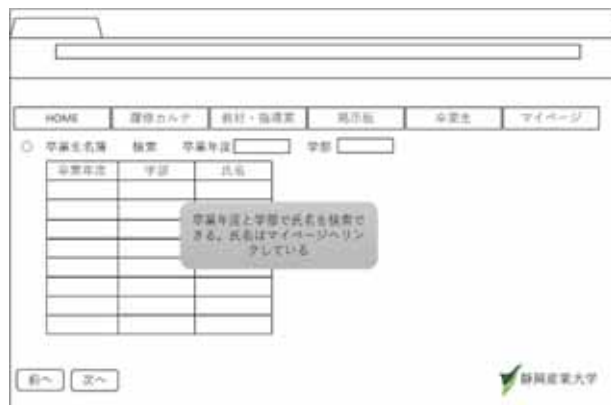 HOME 履修カルテ 教材・指導案 掲示板 卒業生 マイページ
○ 卒業生名簿 検索 卒業年度 学部
卒業年度 学部 氏名
卒業年度と学部で氏名を検索で
きる。氏名はマイページへリン
クしている
前へ 次へ
静岡産業大学